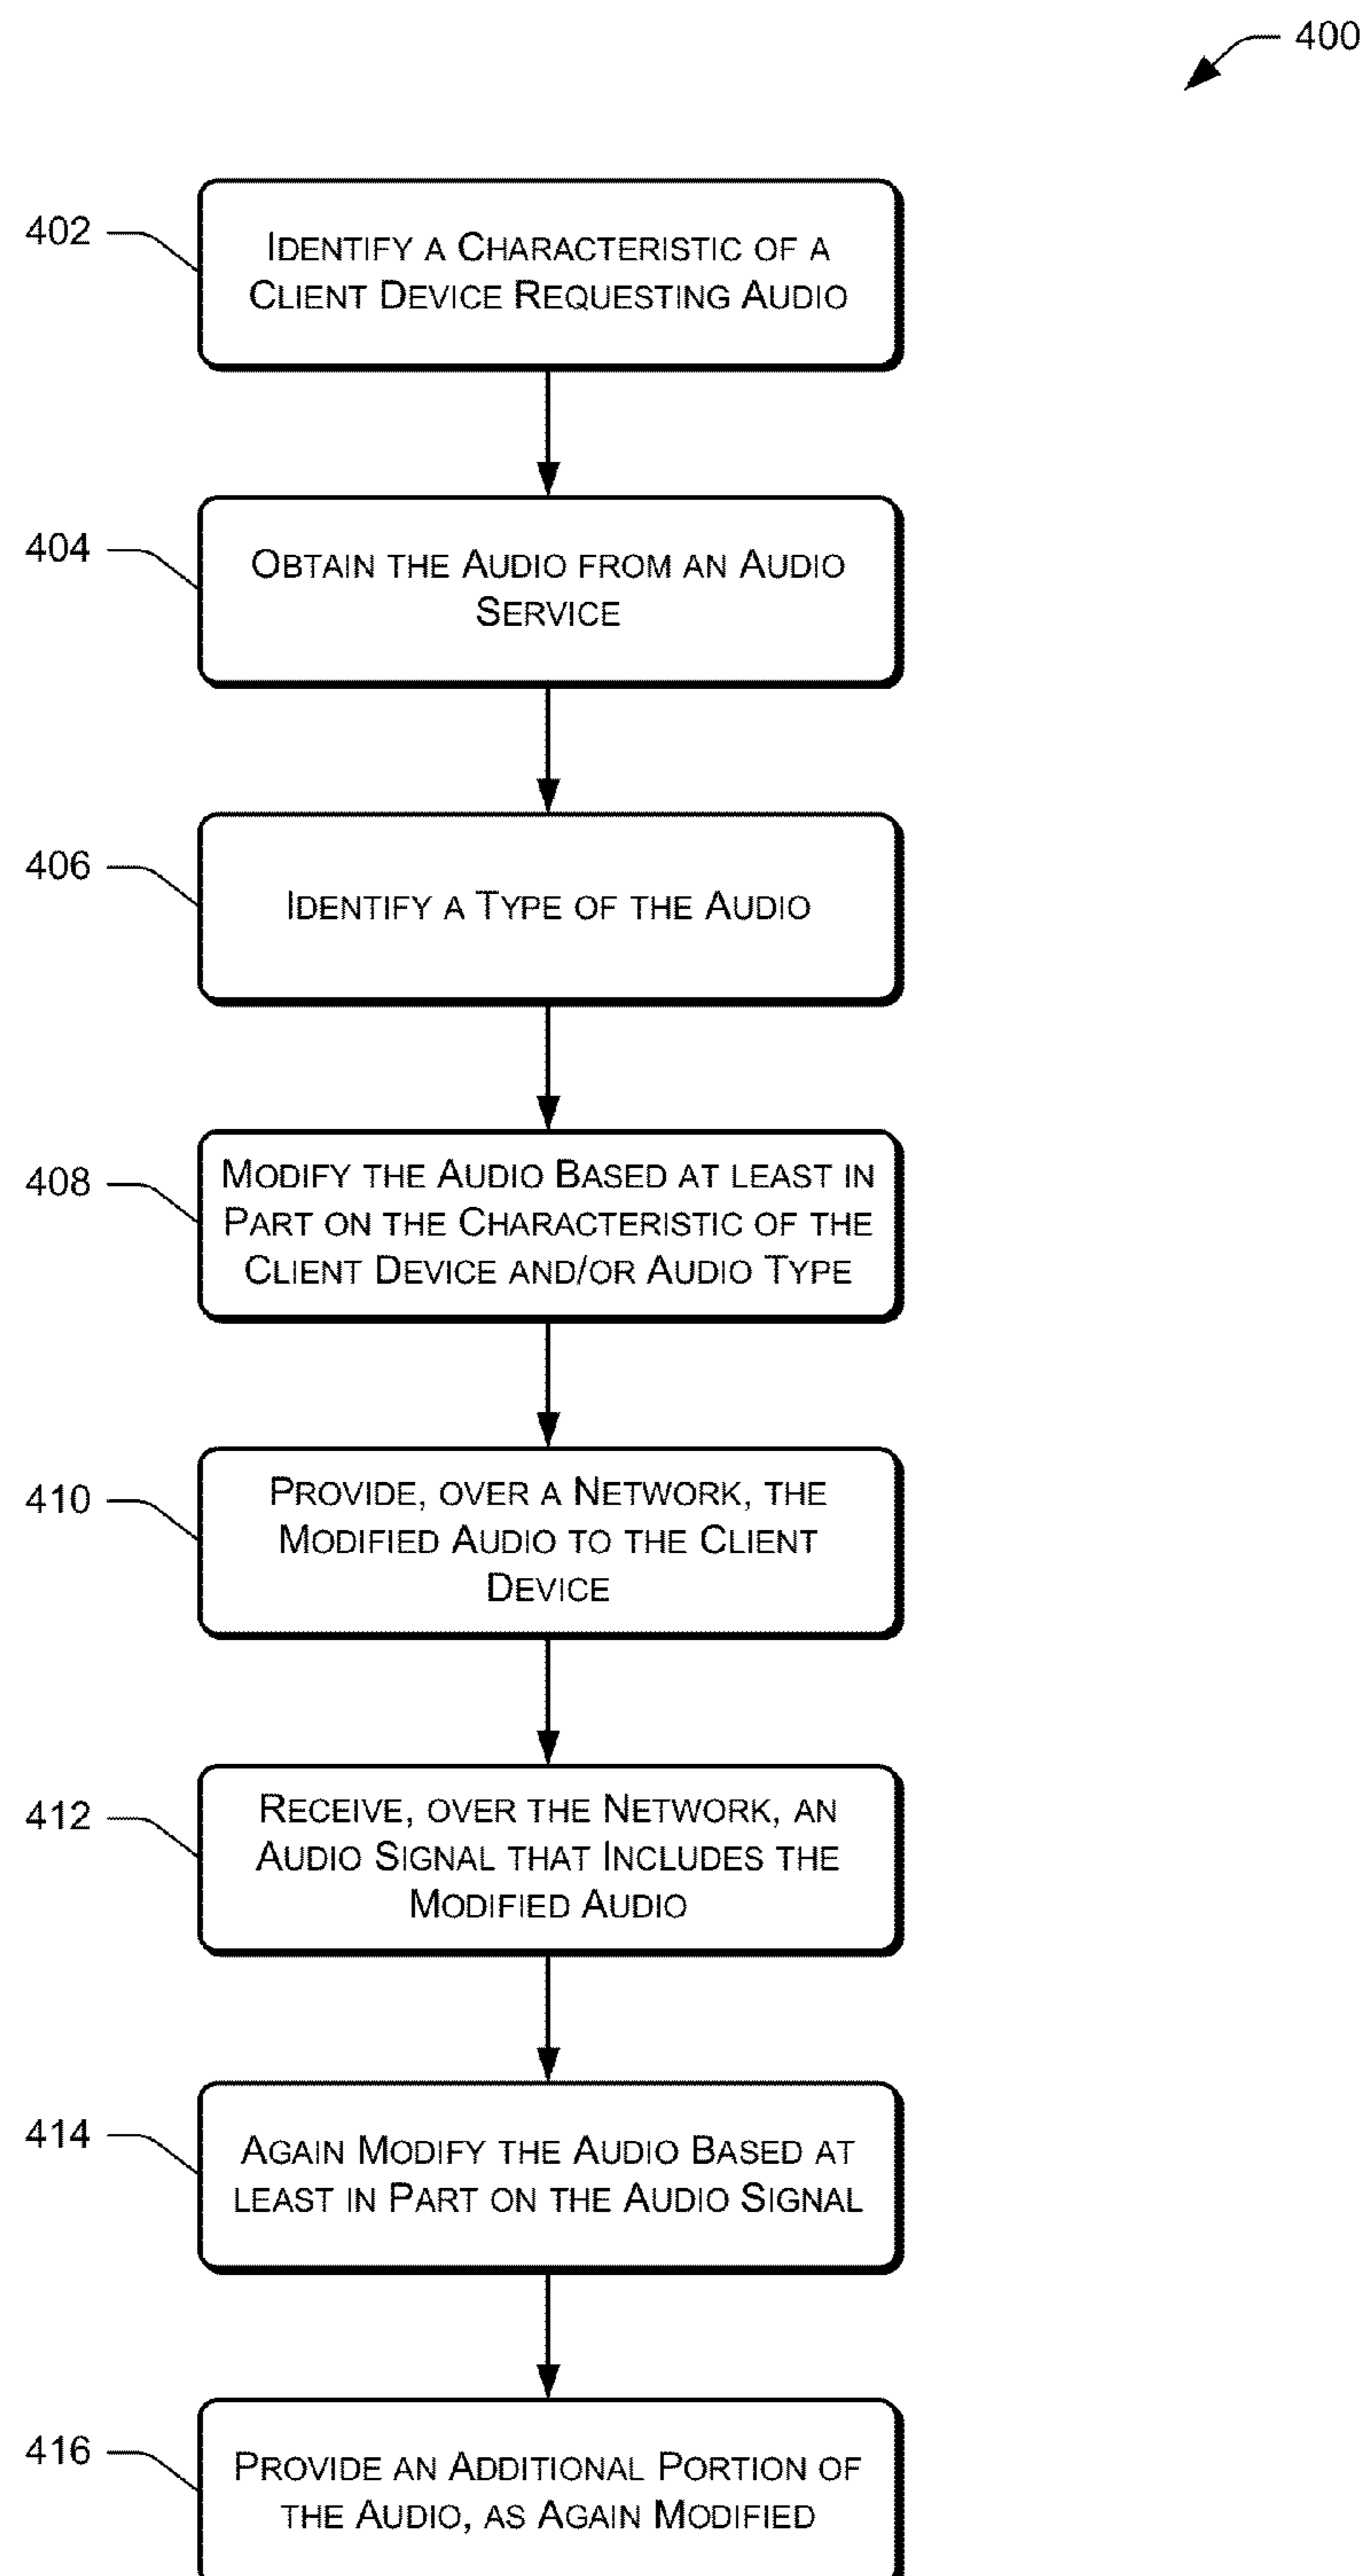 400
402
IDENTIFY A CHARACTERISTIC OF A
CLIENT DEVICE REQUESTING AUDIO
404
OBTAIN THE AUDIO FROM AN AUDIO
SERVICE
406
IDENTIFY A TYPE OF THE AUDIO
408
MODIFY THE AUDIO BASED AT LEAST IN
PART ON THE CHARACTERISTIC OF THE
CLIENT DEVICE AND/OR AUDIO TYPE
410
PROVIDE, OVER A NETWORK, THE
MODIFIED AUDIO TO THE CLIENT
DEVICE
412
RECEIVE, OVER THE NETWORK, AN
AUDIO SIGNAL THAT INCLUDES THE
MODIFIED AUDIO
414
AGAIN MODIFY THE AUDIO BASED AT
LEAST IN PART ON THE AUDIO SIGNAL
416
PROVIDE AN ADDITIONAL PORTION OF
THE AUDIO, AS AGAIN MODIFIED